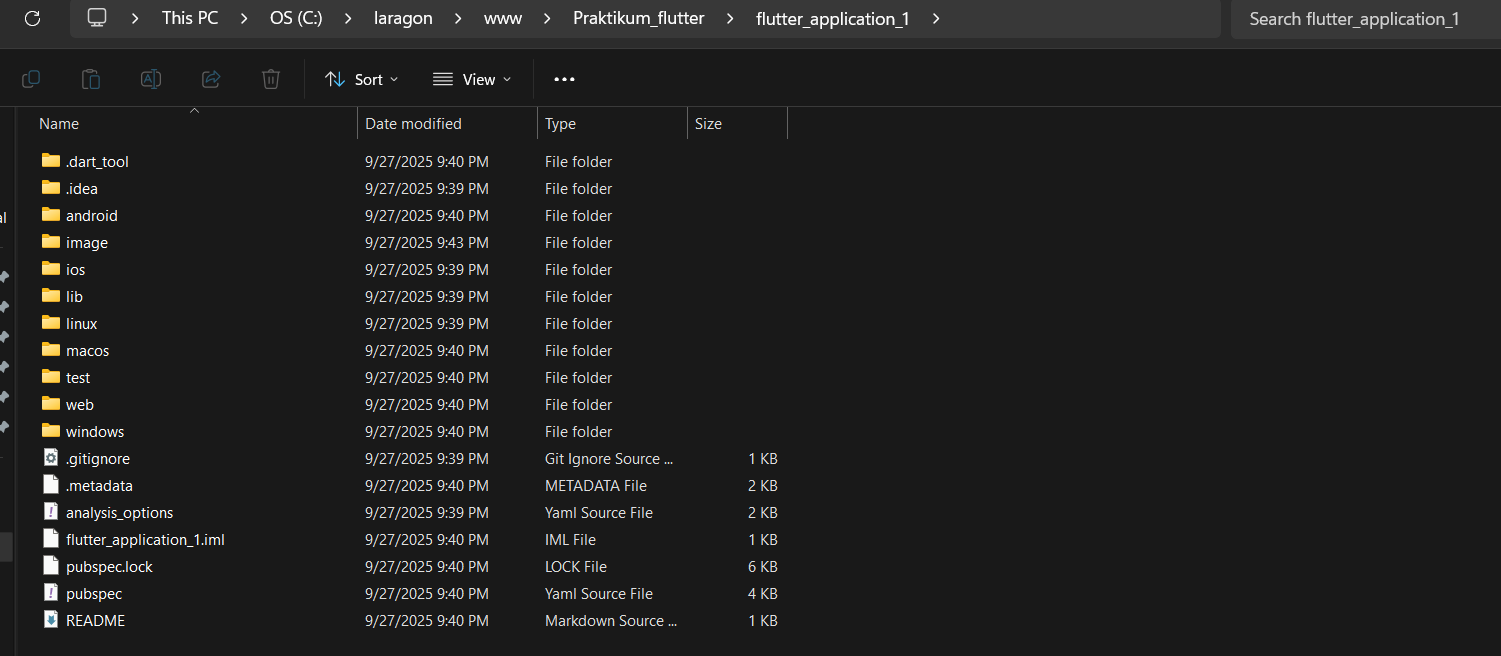 This PC > OS (C:) > laragon > www > Praktikum_flutter > flutter_application_1 > Search flutter_application_1
Sort View •••
Name Date modified Type Size
.dart_tool 9/27/2025 9:40 PM File folder
.idea 9/27/2025 9:39 PM File folder
android 9/27/2025 9:40 PM File folder
image 9/27/2025 9:43 PM File folder
ios 9/27/2025 9:39 PM File folder
lib 9/27/2025 9:39 PM File folder
linux 9/27/2025 9:39 PM File folder
macos 9/27/2025 9:40 PM File folder
test 9/27/2025 9:40 PM File folder
web 9/27/2025 9:40 PM File folder
windows 9/27/2025 9:40 PM File folder
.gitignore 9/27/2025 9:39 PM Git Ignore Source ... 1 KB
.metadata 9/27/2025 9:40 PM METADATA File 2 KB
analysis_options 9/27/2025 9:39 PM Yaml Source File 2 KB
flutter_application_1.iml 9/27/2025 9:40 PM IML File 1 KB
pubspec.lock 9/27/2025 9:40 PM LOCK File 6 KB
pubspec 9/27/2025 9:40 PM Yaml Source File 4 KB
README 9/27/2025 9:40 PM Markdown Source ... 1 KB